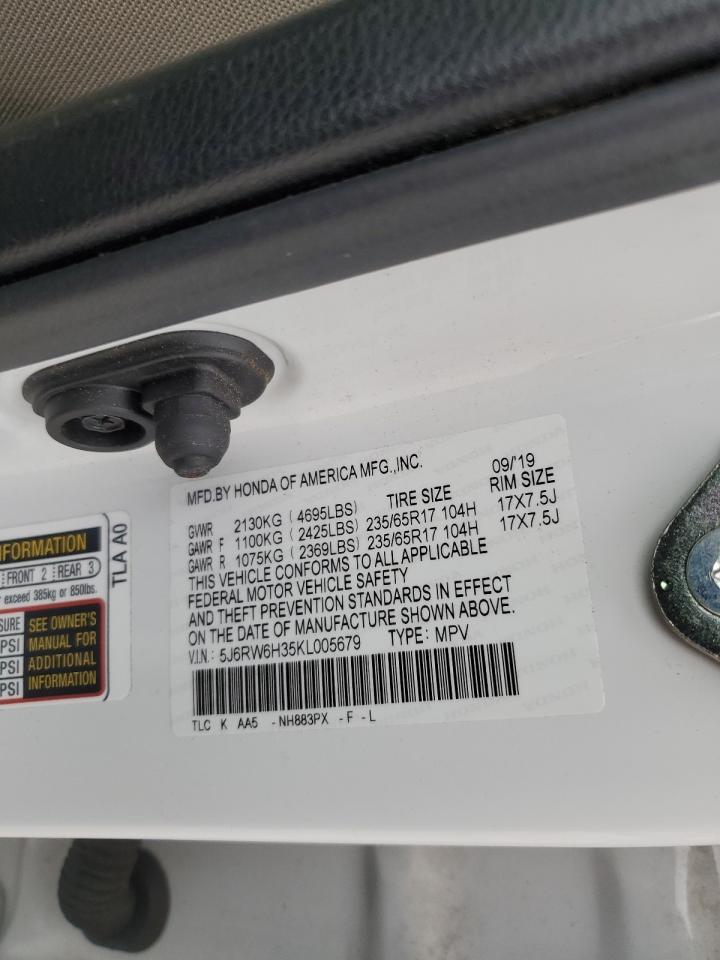 MFD.BY HONDA OF AMERICA MFG.,INC. 09/'19
TIRE SIZE RIM SIZE
GVWR 2130KG ( 4695LBS)
GAWR F 1100KG ( 2425LBS) 235/65R17 104H 17X7.5J
GAWR R 1075KG ( 2369LBS) 235/65R17 104H 17X7.5J
THIS VEHICLE CONFORMS TO ALL APPLICABLE
FEDERAL MOTOR VEHICLE SAFETY
AND THEFT PREVENTION STANDARDS IN EFFECT
ON THE DATE OF MANUFACTURE SHOWN ABOVE.
V.I.N.: 5J6RW6H35KL005679 TYPE: MPV
TLC K AA5 -NH883PX -F -L
FRONT 2 REAR 3
exceed 385kg or 850lbs.
PSI
PSI
PSI
SEE OWNER'S
MANUAL FOR
ADDITIONAL
INFORMATION
TLA A0